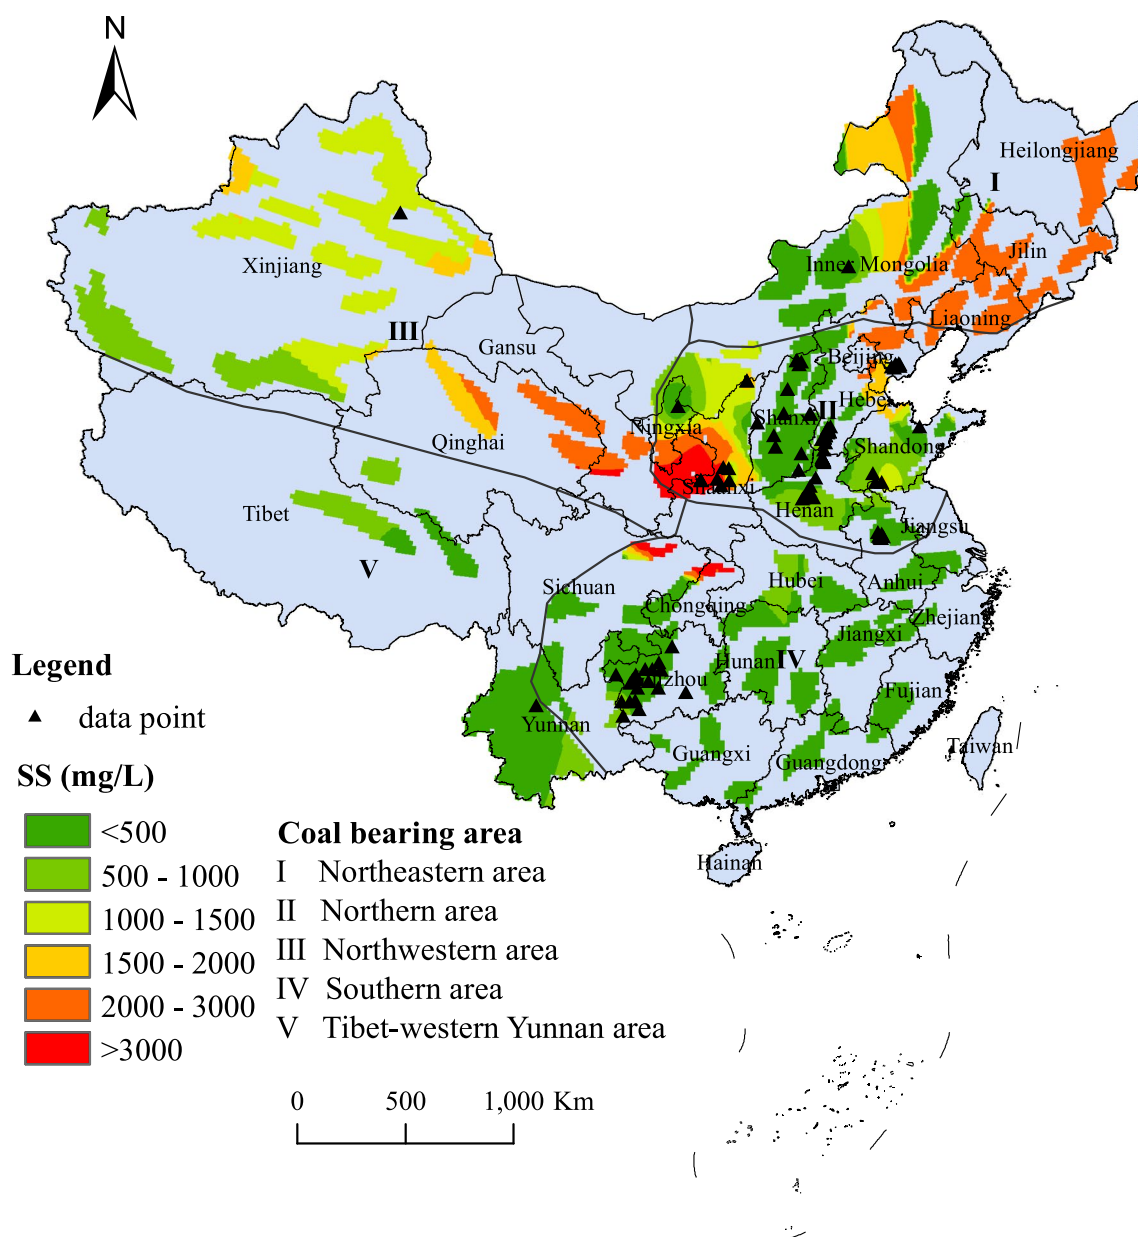 N
Heilongjiang
I
Jilin
Inner Mongolia
Xinjiang
Liaoning
III
Gansu
Beijing
Hebei
II
Shanxi
Ningxia
Qinghai
Shandong
Shaanxi
Henan
Tibet
Jiangsu
V
Sichuan
Hubei
Anhui
Chongqing
Zhejiang
Jiangxi
Hunan
IV
izhou
Fujian
Yunnan
Guangxi
Guangdong
Taiwan
Hainan
Legend
data point
SS (mg/L)
<500
500 - 1000
1000 - 1500
1500 - 2000
2000 - 3000
>3000
Coal bearing area
I Northeastern area
II Northern area
III Northwestern area
IV Southern area
V Tibet-western Yunnan area
0 500 1,000 Km